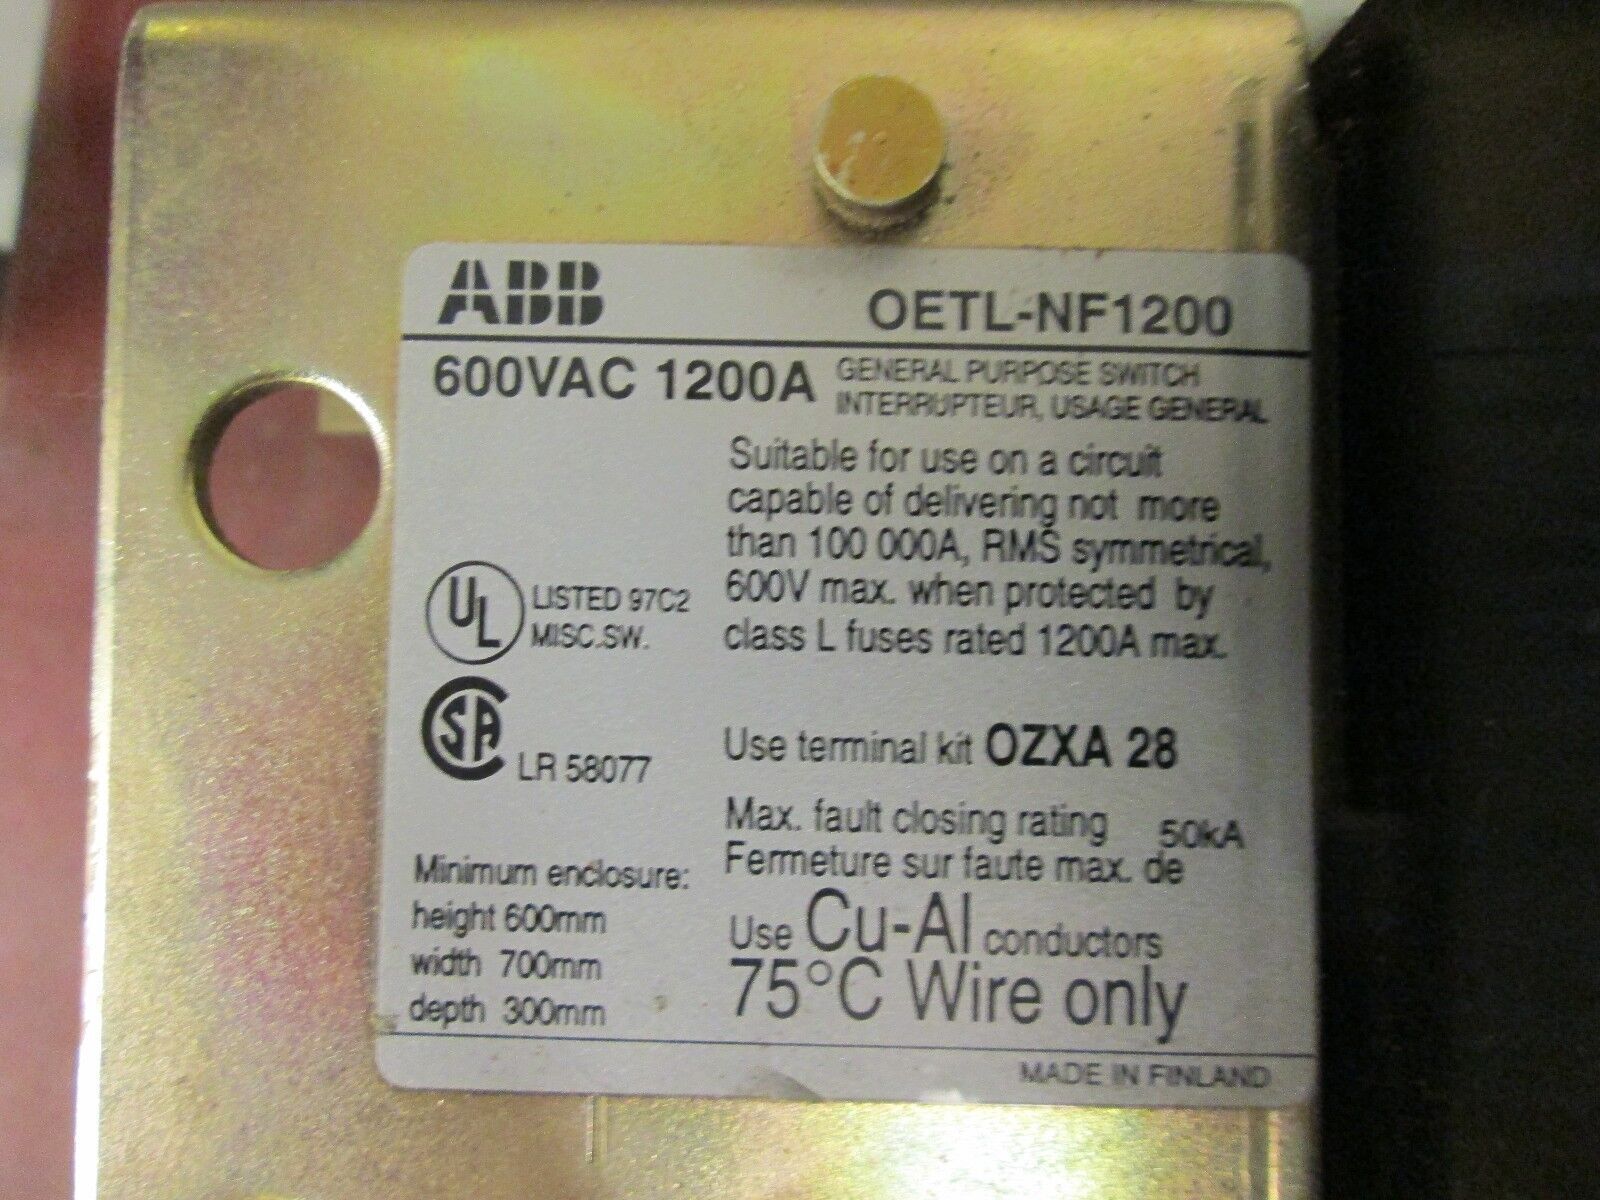 ABB OETL-NF1200
600VAC 1200A GENERAL PURPOSE SWITCH
INTERRUPTEUR, USAGE GENERAL
Suitable for use on a circuit
capable of delivering not more
than 100 000A, RMS symmetrical,
600V max. when protected by
class L fuses rated 1200A max.
UL LISTED 97C2
MISC.SW.
SA LR 58077
Use terminal kit OZXA 28
Max. fault closing rating 50kA
Fermeture sur faute max. de
Minimum enclosure:
height 600mm
width 700mm
depth 300mm
Use Cu-Al conductors
75°C Wire only
MADE IN FINLAND